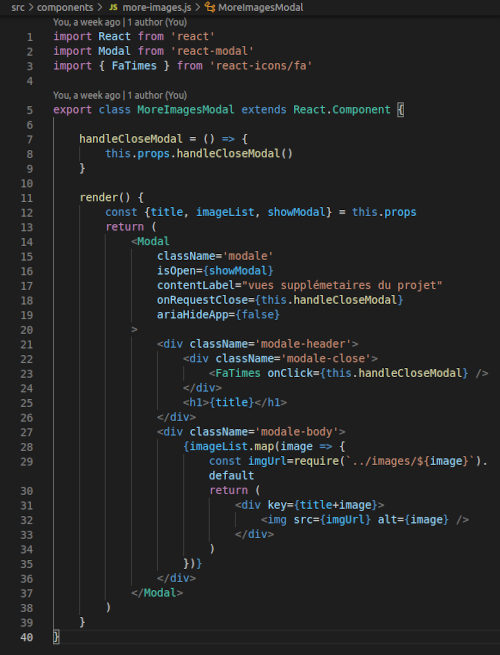 src > components > JS more-images.js > MoreImagesModal
You, a week ago | 1 author (You)
1 import React from 'react'
2 import Modal from 'react-modal'
3 import { FaTimes } from 'react-icons/fa'
4
You, a week ago | 1 author (You)
5 export class MoreImagesModal extends React.Component {
6
7     handleCloseModal = () => {
8         this.props.handleCloseModal()
9     }
10
11     render() {
12         const {title, imageList, showModal} = this.props
13         return (
14             <Modal
15                 className='modale'
16                 isOpen={showModal}
17                 contentLabel="vues supplémetaires du projet"
18                 onRequestClose={this.handleCloseModal}
19                 ariaHideApp={false}
20             >
21                 <div className='modale-header'>
22                     <div className='modale-close'>
23                         <FaTimes onClick={this.handleCloseModal} />
24                     </div>
25                     <h1>{title}</h1>
26                 </div>
27                 <div className='modale-body'>
28                     {imageList.map(image => {
29                         const imgUrl=require(`../images/${image}`).
default
30                         return (
31                             <div key={title+image}>
32                                 <img src={imgUrl} alt={image} />
33                             </div>
34                         )
35                     })}
36                 </div>
37             </Modal>
38         )
39     }
40 }